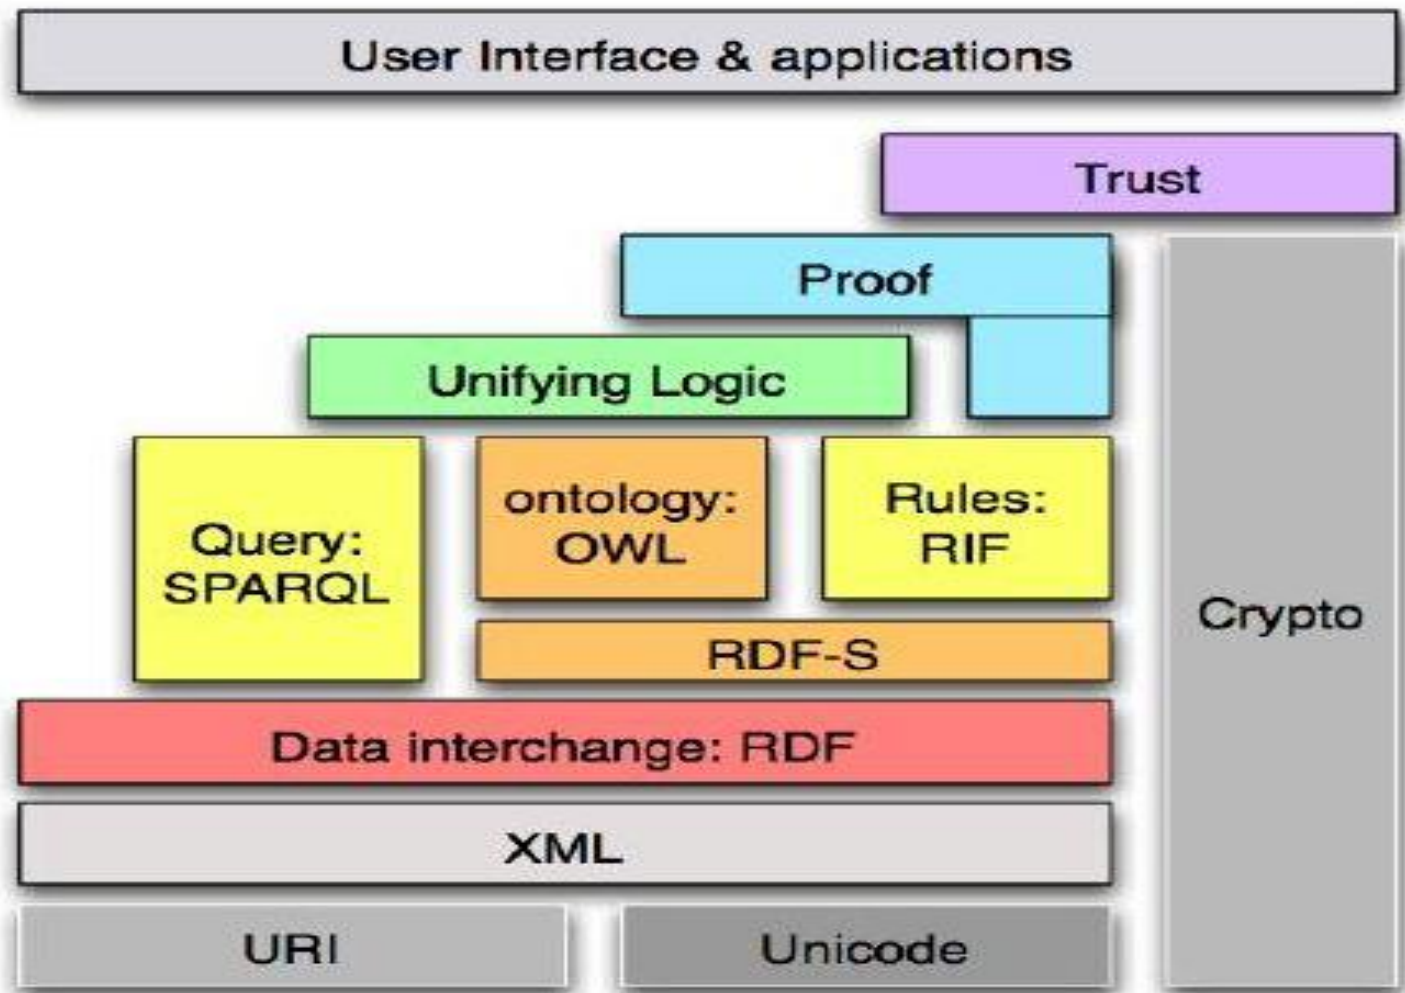 User Interface & applications
Trust
Proof
Unifying Logic
Query:
SPARQL
ontology:
OWL
Rules:
RIF
Crypto
RDF-S
Data interchange: RDF
XML
URI
Unicode